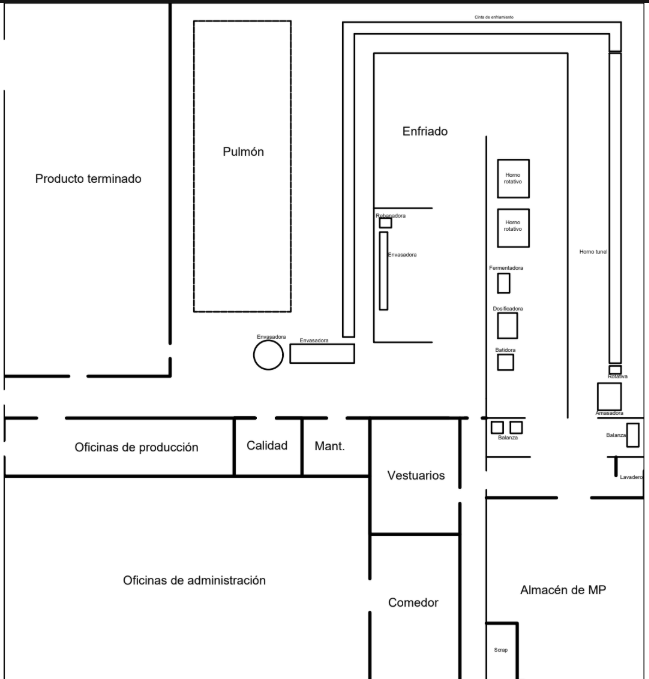 Cinta de enfriamiento
Enfriado
Pulmón
Producto terminado
Horno
rotativo
Rebanadora
Horno
rotativo
Envasadora
Horno tunel
Fermentadora
Dosificadora
Envasadora
Envasadora
Batidora
Rotativa
Amasadora
Balanza
Balanza
Oficinas de producción
Calidad
Mant.
Vestuarios
Lavadero
Oficinas de administración
Almacén de MP
Comedor
Scrap